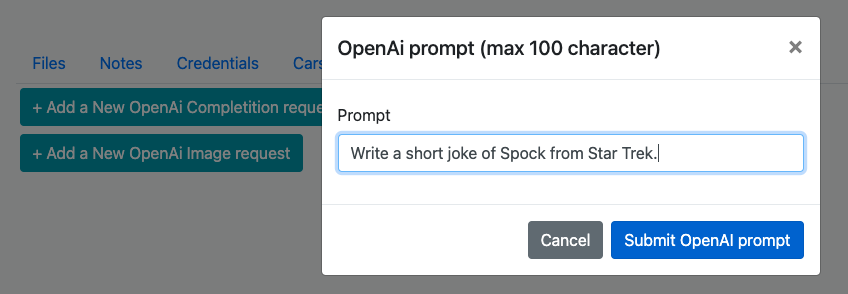 OpenAi prompt (max 100 character)
×
Files Notes Credentials Cars
+ Add a New OpenAi Completition reque
+ Add a New OpenAi Image request
Prompt
Write a short joke of Spock from Star Trek.
Cancel Submit OpenAI prompt